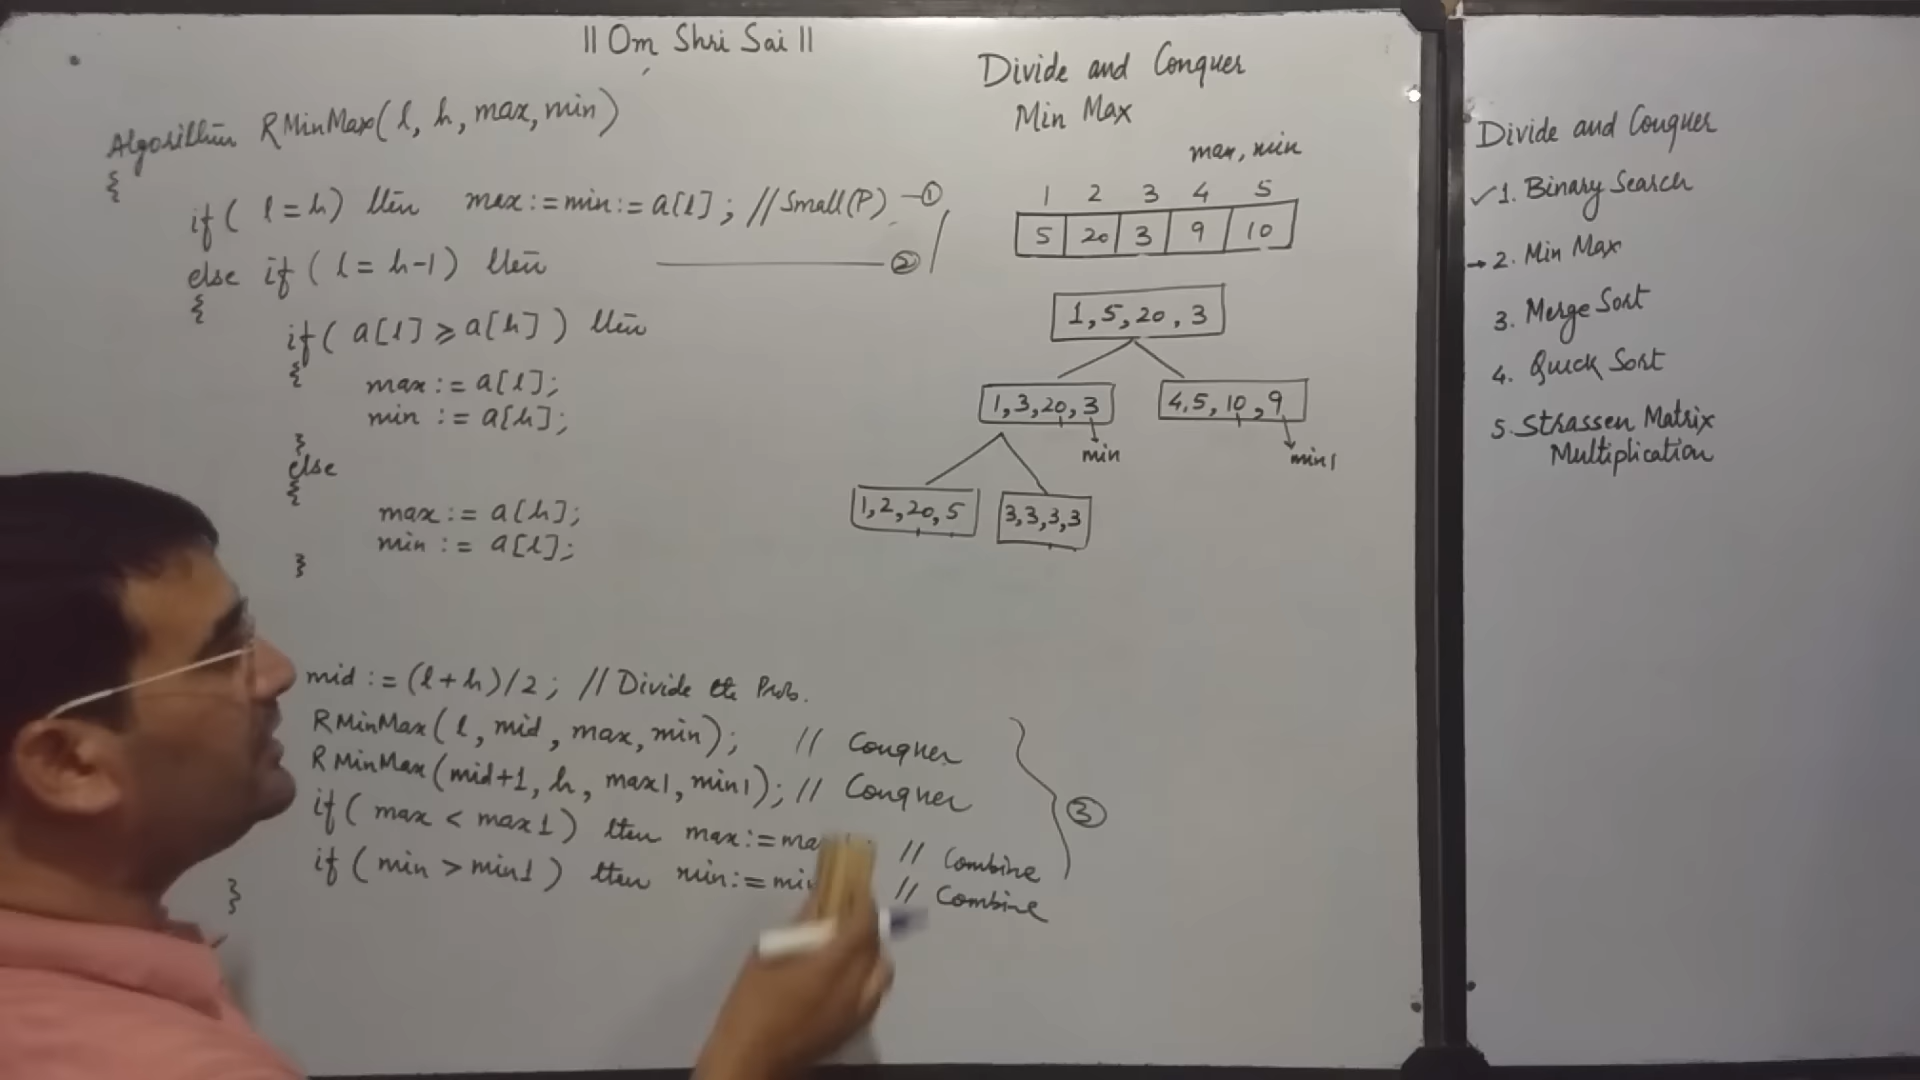 || Om Shri Sai ||
Algorithm RMinMax(l, h, max, min)
{
if( l = h) then max:=min:= a[l]; //Small(P) — ①
else if( l = h-1) then ——— ②
{
if( a[l] ≥ a[h] ) then
{
max := a[l];
min := a[h];
}
else
{
max := a[h];
min := a[l];
}
mid := (l+h)/2; // Divide the Prob.
RMinMax( l, mid, max, min); // Conquer
RMinMax(mid+1, h, max1, min1); // Conquer
③
if( max < max1) then max:= // Combine
if( min > min1) then min:= // Combine
}
Divide and Conquer
Min Max
max, min
1 2 3 4 5
5 20 3 9 10
1, 5, 20, 3
1, 3, 20, 3 4,5, 10, 9
min min1
1, 2, 20, 5 3,3,3,3
Divide and Conquer
✓1. Binary Search
→ 2. Min Max
3. Merge Sort
4. Quick Sort
5. Strassen Matrix
Multiplication